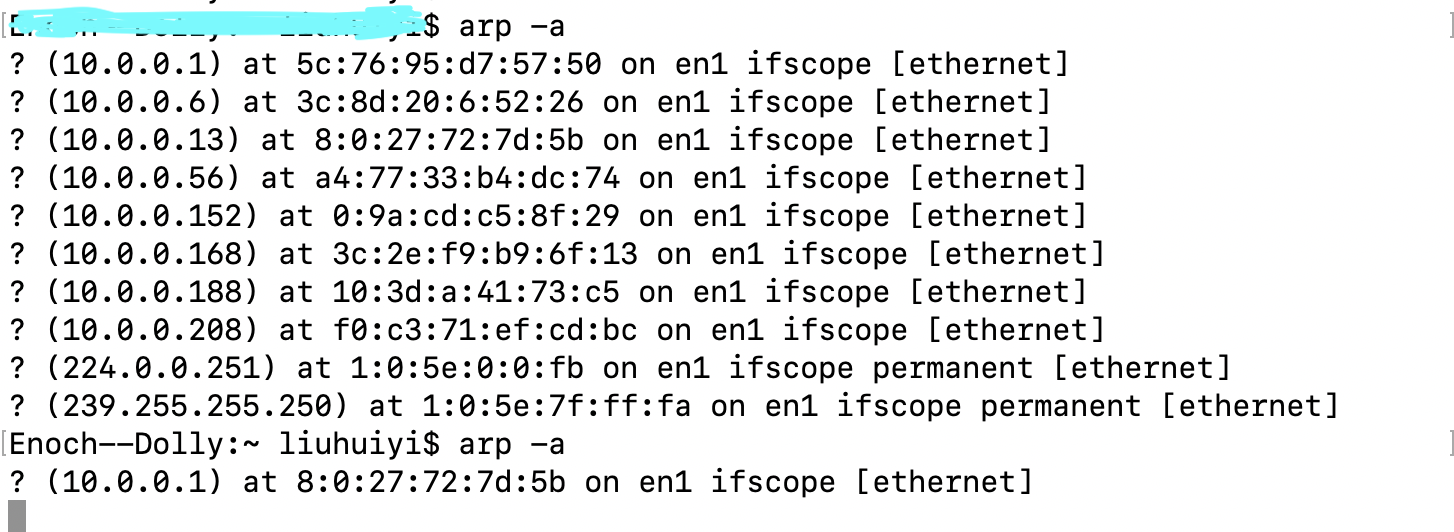 $ arp -a
? (10.0.0.1) at 5c:76:95:d7:57:50 on en1 ifscope [ethernet]
? (10.0.0.6) at 3c:8d:20:6:52:26 on en1 ifscope [ethernet]
? (10.0.0.13) at 8:0:27:72:7d:5b on en1 ifscope [ethernet]
? (10.0.0.56) at a4:77:33:b4:dc:74 on en1 ifscope [ethernet]
? (10.0.0.152) at 0:9a:cd:c5:8f:29 on en1 ifscope [ethernet]
? (10.0.0.168) at 3c:2e:f9:b9:6f:13 on en1 ifscope [ethernet]
? (10.0.0.188) at 10:3d:a:41:73:c5 on en1 ifscope [ethernet]
? (10.0.0.208) at f0:c3:71:ef:cd:bc on en1 ifscope [ethernet]
? (224.0.0.251) at 1:0:5e:0:0:fb on en1 ifscope permanent [ethernet]
? (239.255.255.250) at 1:0:5e:7f:ff:fa on en1 ifscope permanent [ethernet]
[Enoch--Dolly:~ liuhuiyi$ arp -a ]
? (10.0.0.1) at 8:0:27:72:7d:5b on en1 ifscope [ethernet]